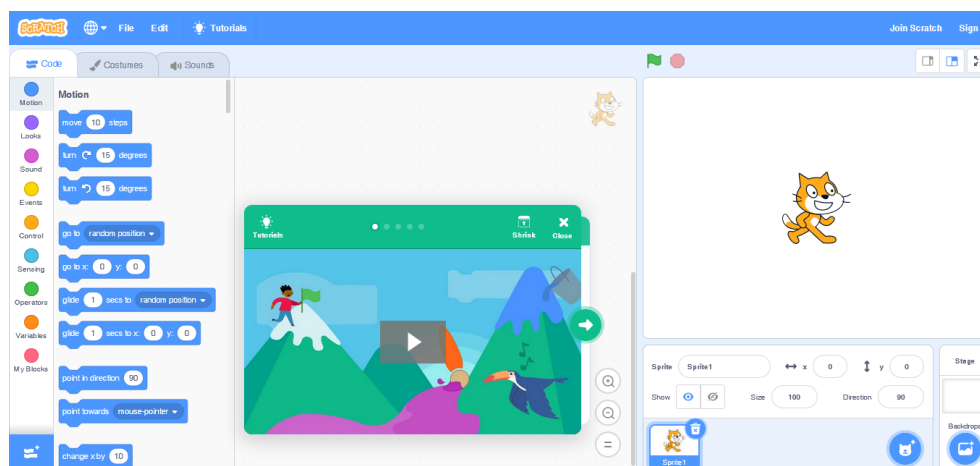 SCRATCH File Edit Tutorials Join Scratch Sign
Code Costumes Sounds
Motion
Looks
Sound
Events
Control
Sensing
Operators
Variables
My Blocks
Motion
move 10 steps
turn 15 degrees
turn 15 degrees
go to random position
go to x: 0 y: 0
glide 1 secs to random position
glide 1 secs to x: 0 y: 0
point in direction 90
point towards mouse-pointer
change x by 10
Tutorials Shrink Close
Sprite Sprite1 x 0 y 0
Show Size 100 Direction 90
Sprite1
Stage
Backdrops